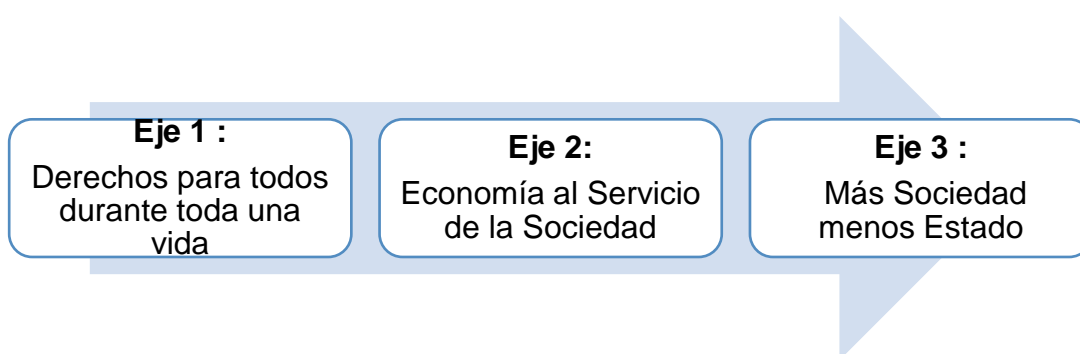 Eje 1 :
Derechos para todos
durante toda una
vida
Eje 2:
Economía al Servicio
de la Sociedad
Eje 3 :
Más Sociedad
menos Estado